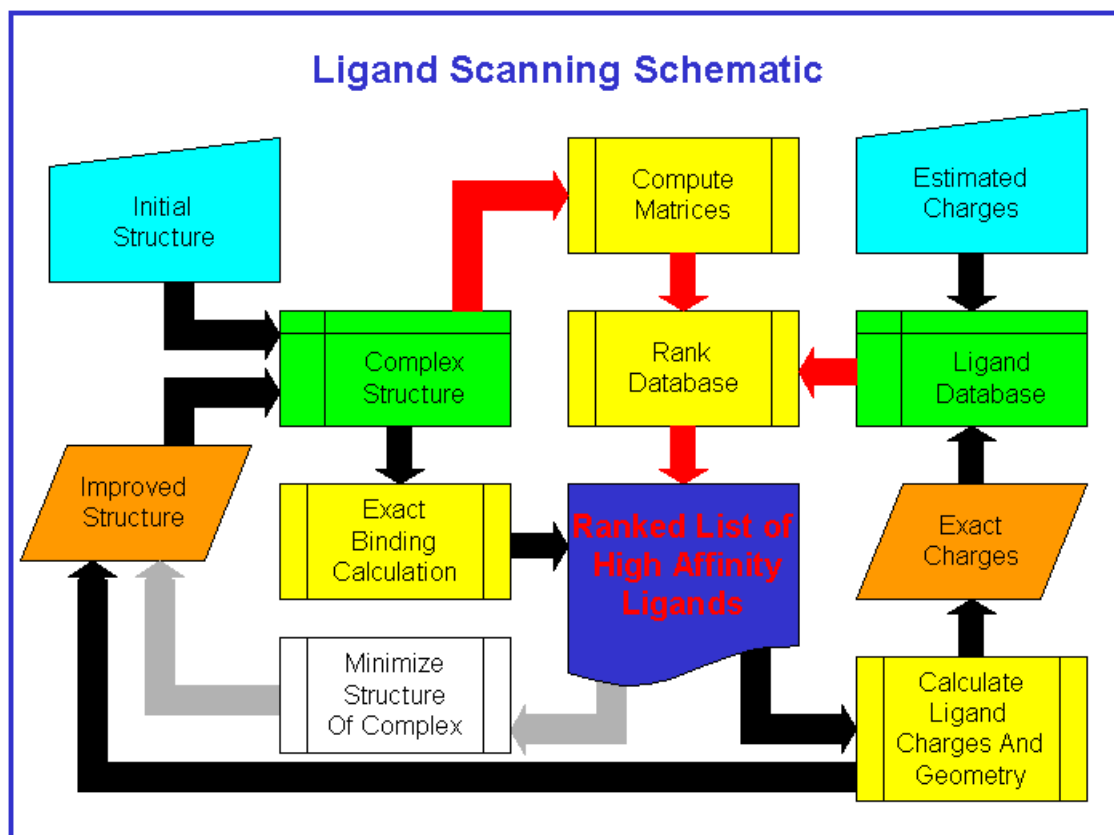 Ligand Scanning Schematic
Initial
Structure
Compute
Matrices
Estimated
Charges
Complex
Structure
Rank
Database
Ligand
Database
Improved
Structure
Exact
Binding
Calculation
Ranked List of
High Affinity
Ligands
Exact
Charges
Minimize
Structure
Of Complex
Calculate
Ligand
Charges And
Geometry